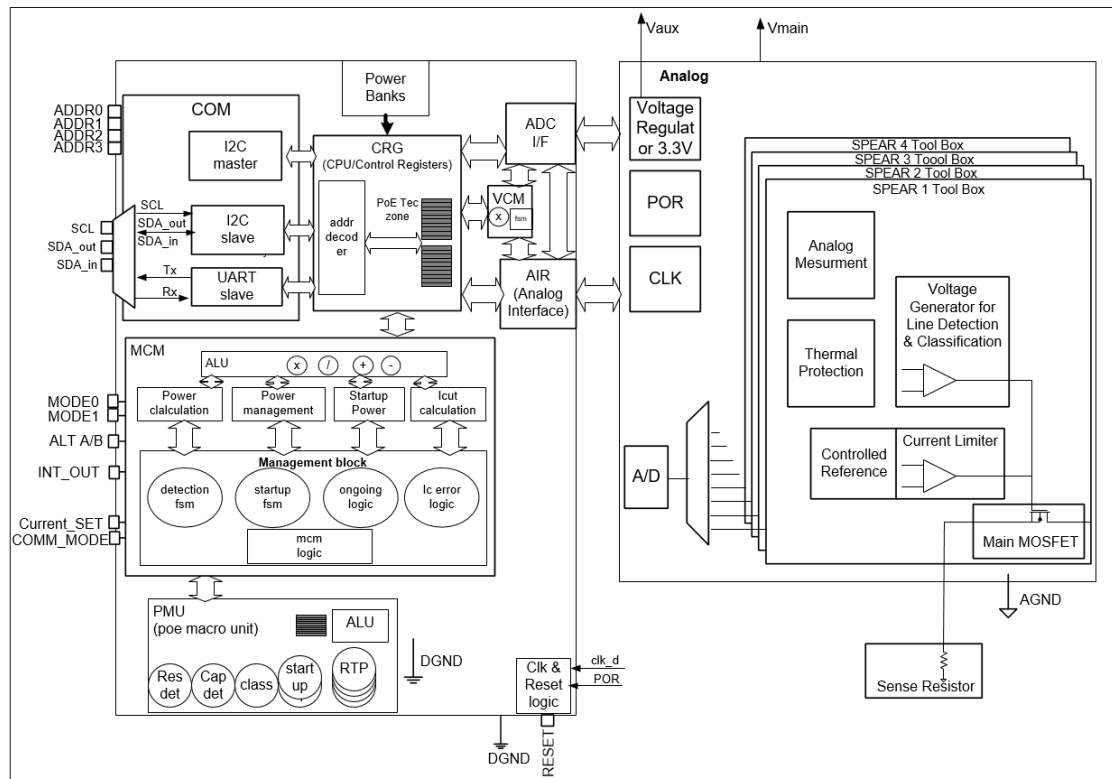 Vaux
Vmain
Analog
Power
Banks
COM
ADDR0
ADDR1
ADDR2
ADDR3
I2C
master
CRG
(CPU/Control Registers)
ADC
I/F
Voltage
Regulat
or 3.3V
SPEAR 4 Tool Box
SPEAR 3 Toool Box
SPEAR 2 Tool Box
SPEAR 1 Tool Box
PoE Tec
zone
VCM
x
fsm
POR
SCL
SDA_out
SDA_in
SCL
SDA_out
SDA_in
I2C
slave
addr
decod
er
Analog
Mesurment
Tx
Rx
UART
slave
AIR
(Analog
Interface)
CLK
Voltage
Generator for
Line Detection
& Classification
MCM
ALU
x
/
+
-
Thermal
Protection
MODE0
MODE1
ALT A/B
INT_OUT
Current_SET
COMM_MODE
Power
clalculation
Power
management
Startup
Power
Icut
calculation
Management block
detection
fsm
startup
fsm
ongoing
logic
Ic error
logic
mcm
logic
A/D
Controlled
Reference
Current Limiter
Main MOSFET
AGND
PMU
(poe macro unit)
ALU
Res
det
Cap
det
class
start
up
RTP
DGND
Clk &
Reset
logic
clk_d
POR
DGND
RESET
Sense Resistor